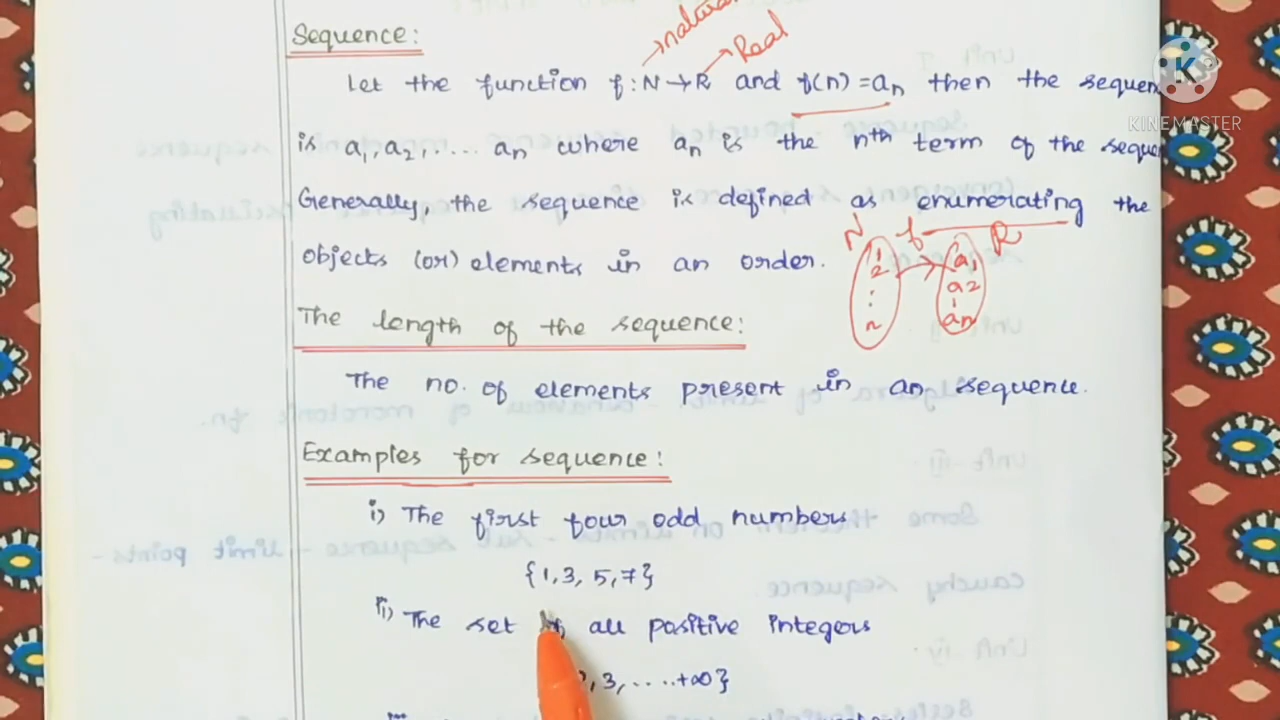 Sequence:
→ natural
→ Real
Let the function f : N → R and f(n) = aₙ then the sequen
is a₁, a₂, .... aₙ where aₙ is the nᵗʰ term of the seque
Generally, the sequence is defined as enumerating the
objects (or) elements in an order.
N f R
1 → a₁
2 a2
: :
n an
The length of the sequence:
The no. of elements present in an sequence.
Examples for sequence:
i) The first four odd numbers
{1, 3, 5, 7}
ii) The set all positive integers
, 3, .... +∞}
K
KINEMASTER